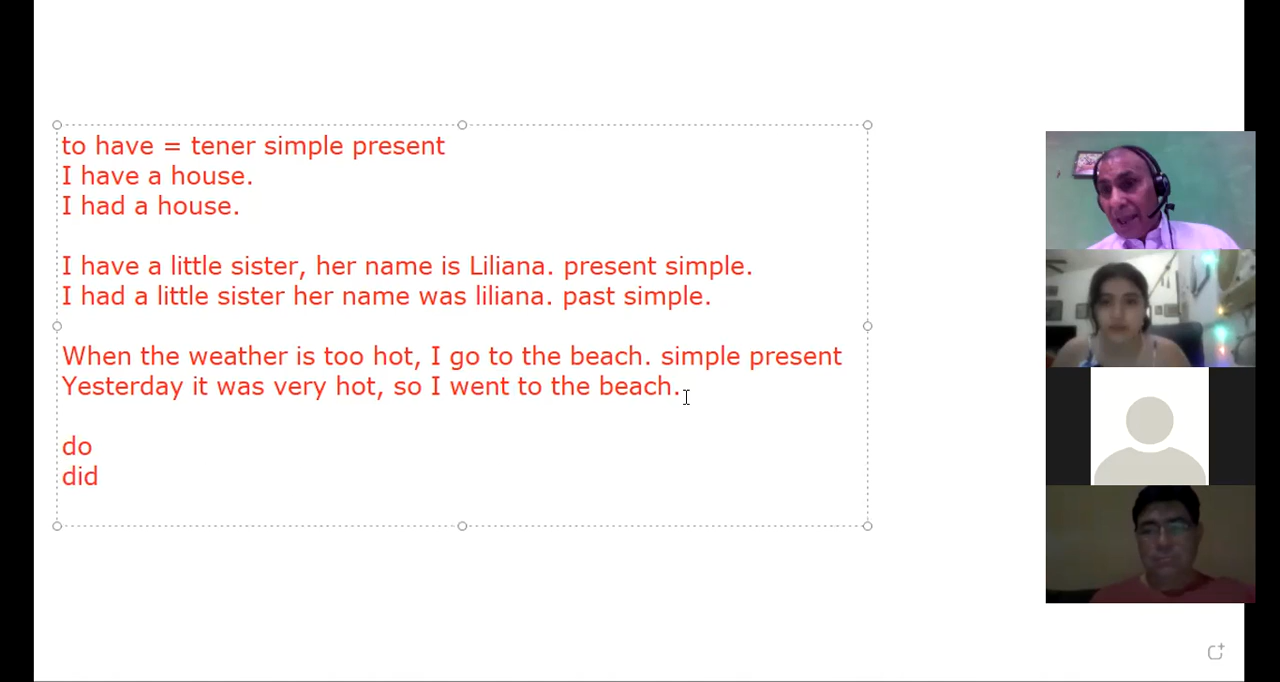 to have = tener simple present
I have a house.
I had a house.
I have a little sister, her name is Liliana. present simple.
I had a little sister her name was liliana. past simple.
When the weather is too hot, I go to the beach. simple present
Yesterday it was very hot, so I went to the beach.
do
did